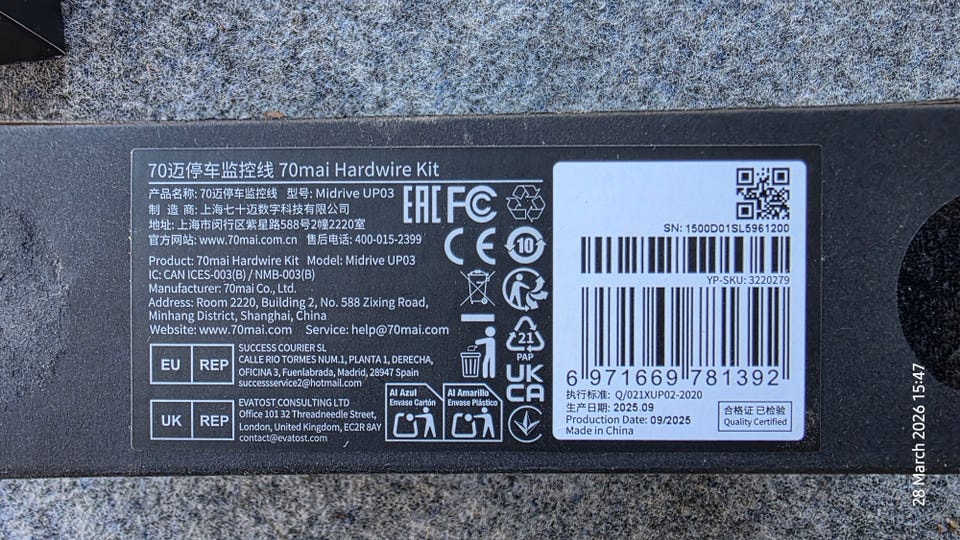 70迈停车监控线 70mai Hardwire Kit
产品名称: 70迈停车监控线 型号: Midrive UP03
制 造 商: 上海七十迈数字科技有限公司
地址: 上海市闵行区紫星路588号2幢2220室
官方网站: www.70mai.com.cn 售后电话: 400-015-2399
Product: 70mai Hardwire Kit Model: Midrive UP03
IC: CAN ICES-003(B) / NMB-003(B)
Manufacturer: 70mai Co., Ltd.
Address: Room 2220, Building 2, No. 588 Zixing Road,
Minhang District, Shanghai, China
Website: www.70mai.com Service: help@70mai.com
EU REP
SUCCESS COURIER SL
CALLE RIO TORMES NUM.1, PLANTA 1, DERECHA,
OFICINA 3, Fuenlabrada, Madrid, 28947 Spain
successservice2@hotmail.com
UK REP
EVATOST CONSULTING LTD
Office 101 32 Threadneedle Street,
London, United Kingdom, EC2R 8AY
contact@evatost.com
EAC FC
CE 10
21
PAP
UKCA
Al Azul
Envase Cartón
Al Amarillo
Envase Plástico
SN: 1500D01SL5961200
YP-SKU: 3220279
6 971669 781392
执行标准: Q/021XUP02-2020
生产日期: 2025.09
Production Date: 09/2025
Made in China
合格证 已检验
Quality Certified
28 March 2026 15:47